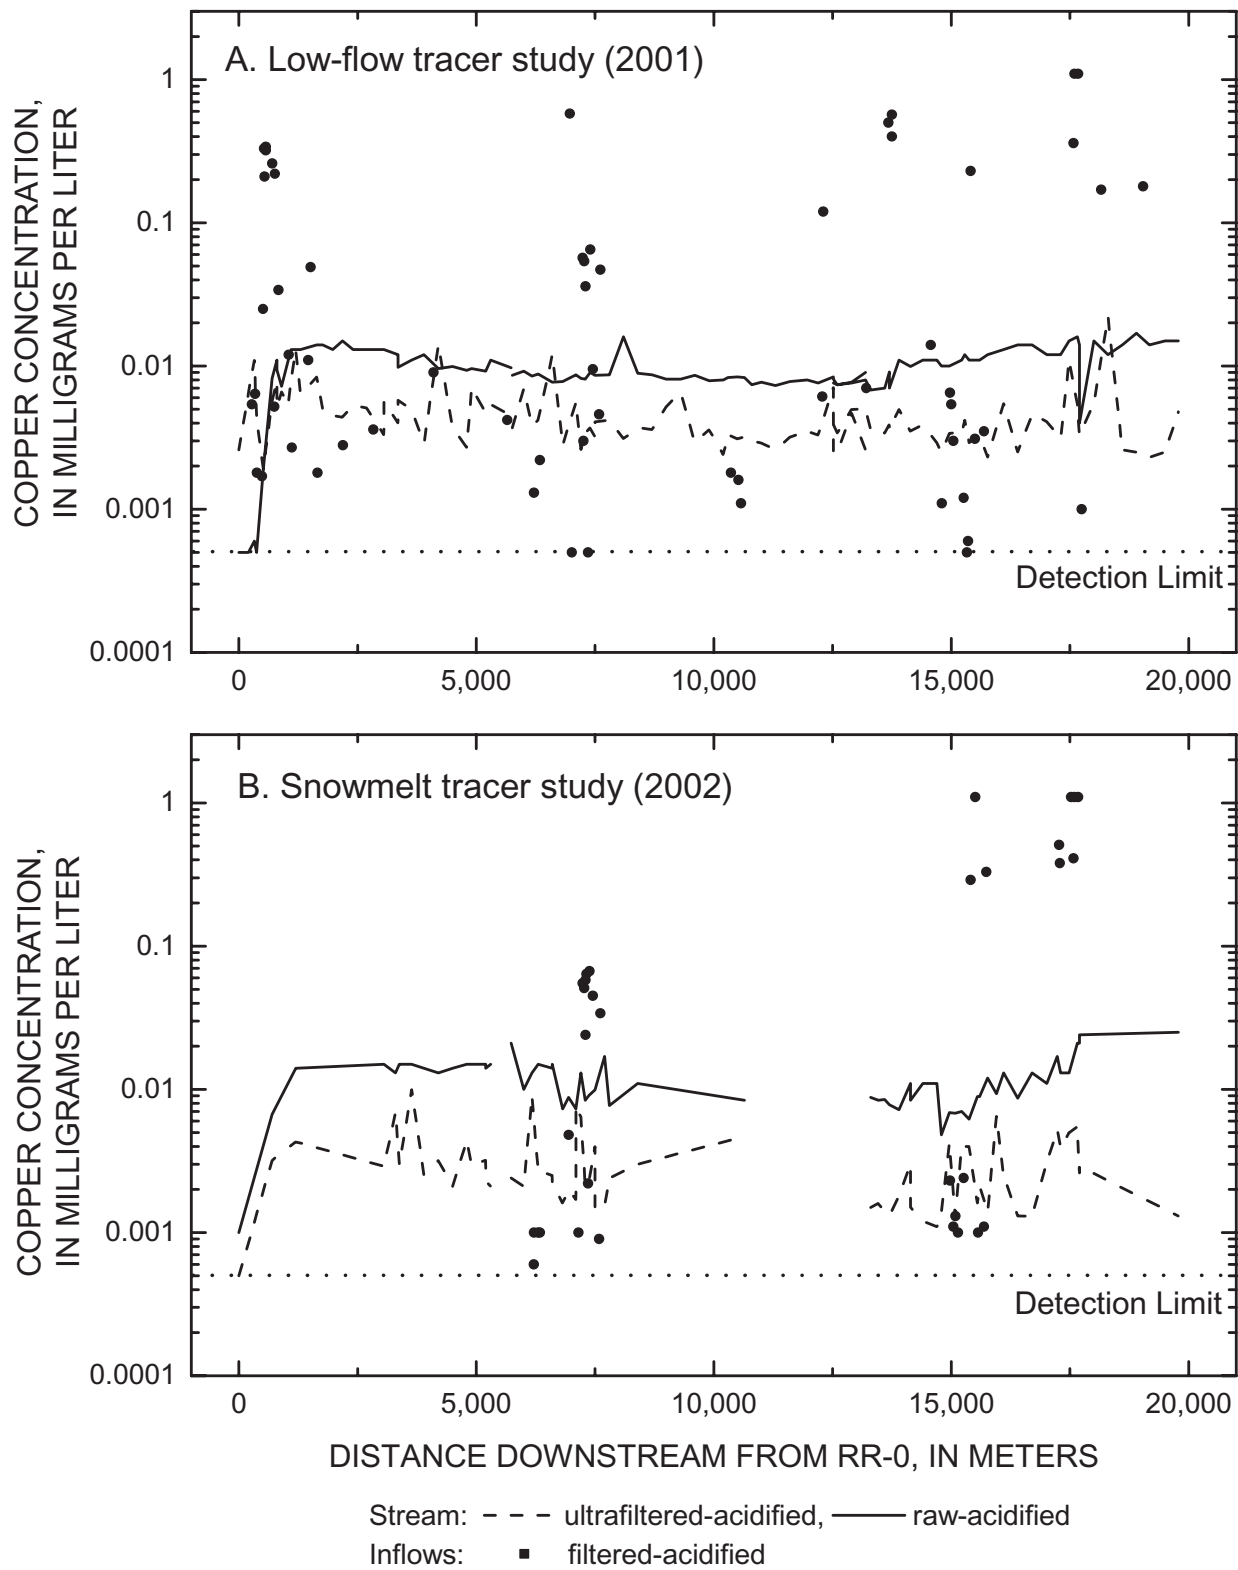 A. Low-flow tracer study (2001)
COPPER CONCENTRATION,
IN MILLIGRAMS PER LITER
1
0.1
0.01
0.001
0.0001
Detection Limit
0 5,000 10,000 15,000 20,000
B. Snowmelt tracer study (2002)
COPPER CONCENTRATION,
IN MILLIGRAMS PER LITER
1
0.1
0.01
0.001
0.0001
Detection Limit
0 5,000 10,000 15,000 20,000
DISTANCE DOWNSTREAM FROM RR-0, IN METERS
Stream: ultrafiltered-acidified, raw-acidified
Inflows: filtered-acidified